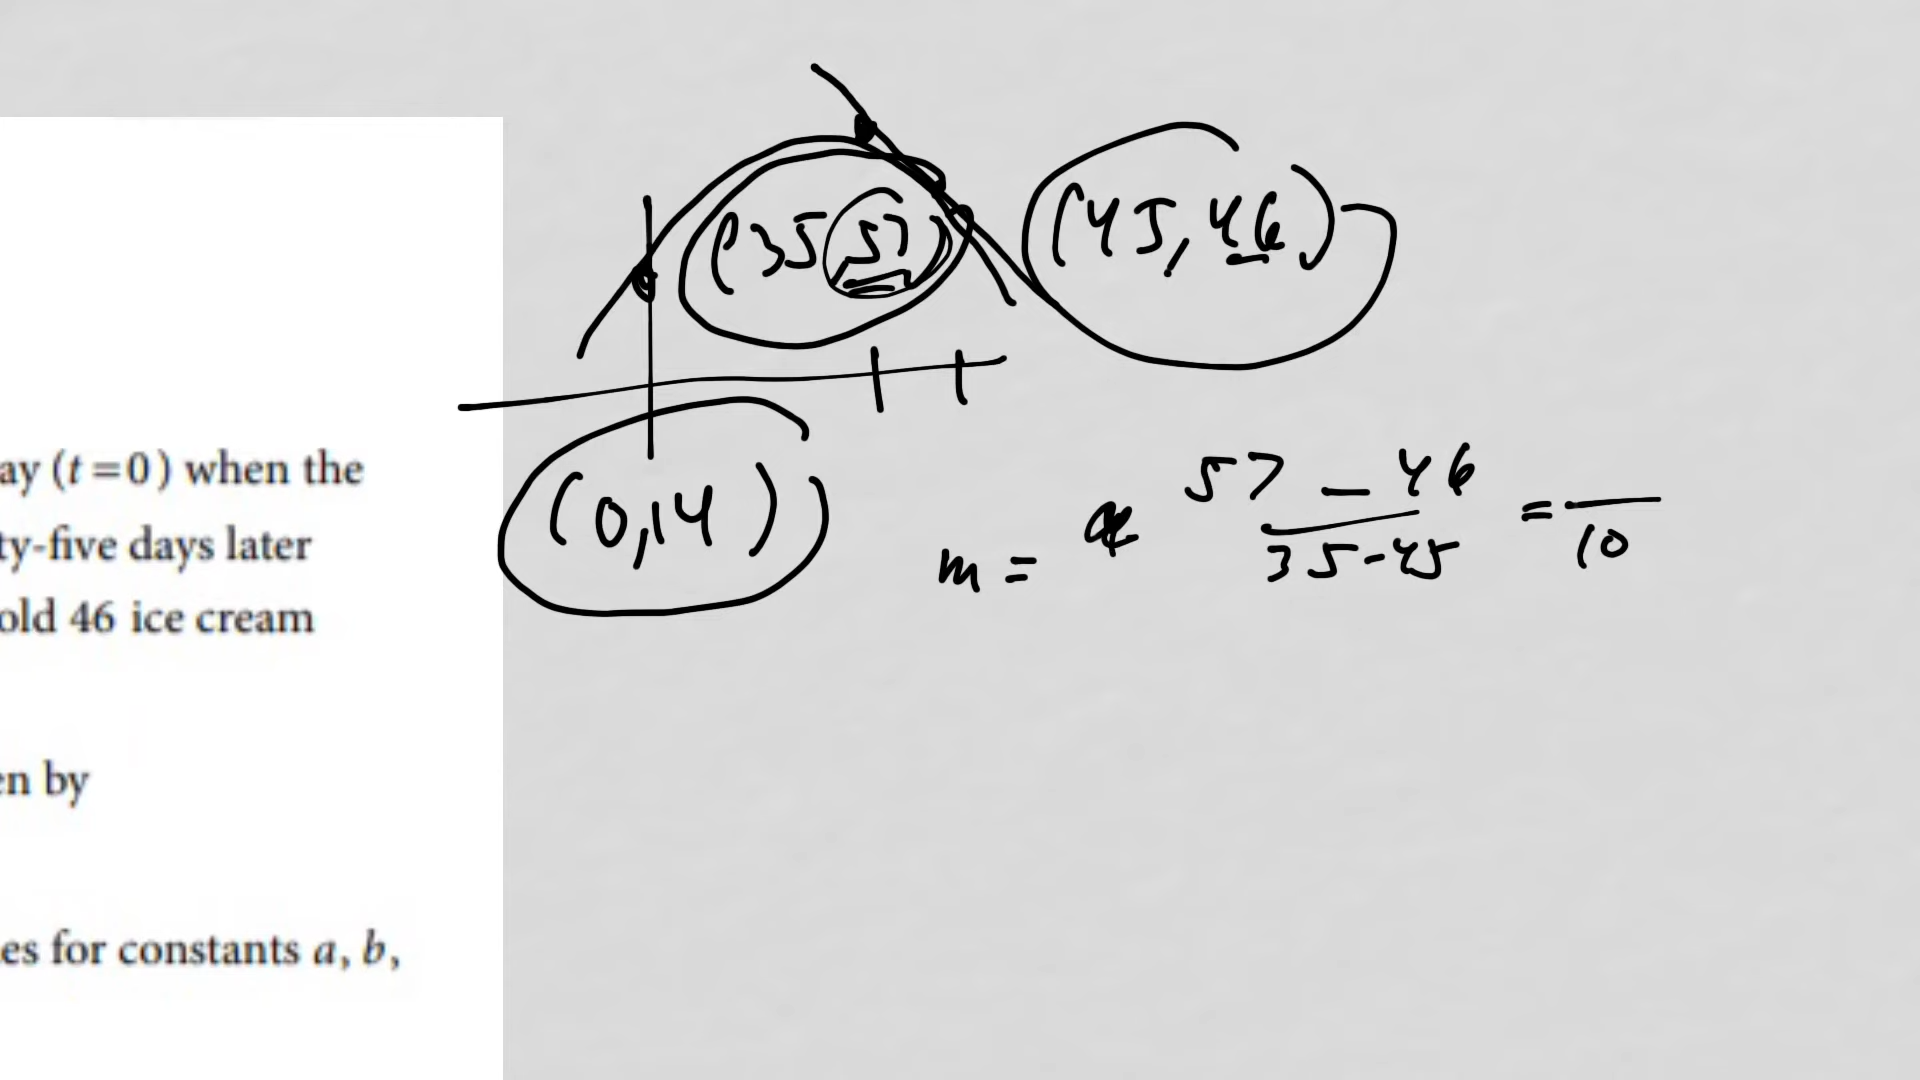 (35 57)
(45, 46)
ay (t=0) when the
(0,14)
57 - 46
m = =
35-45 10
ty-five days later
old 46 ice cream
en by
es for constants a, b,